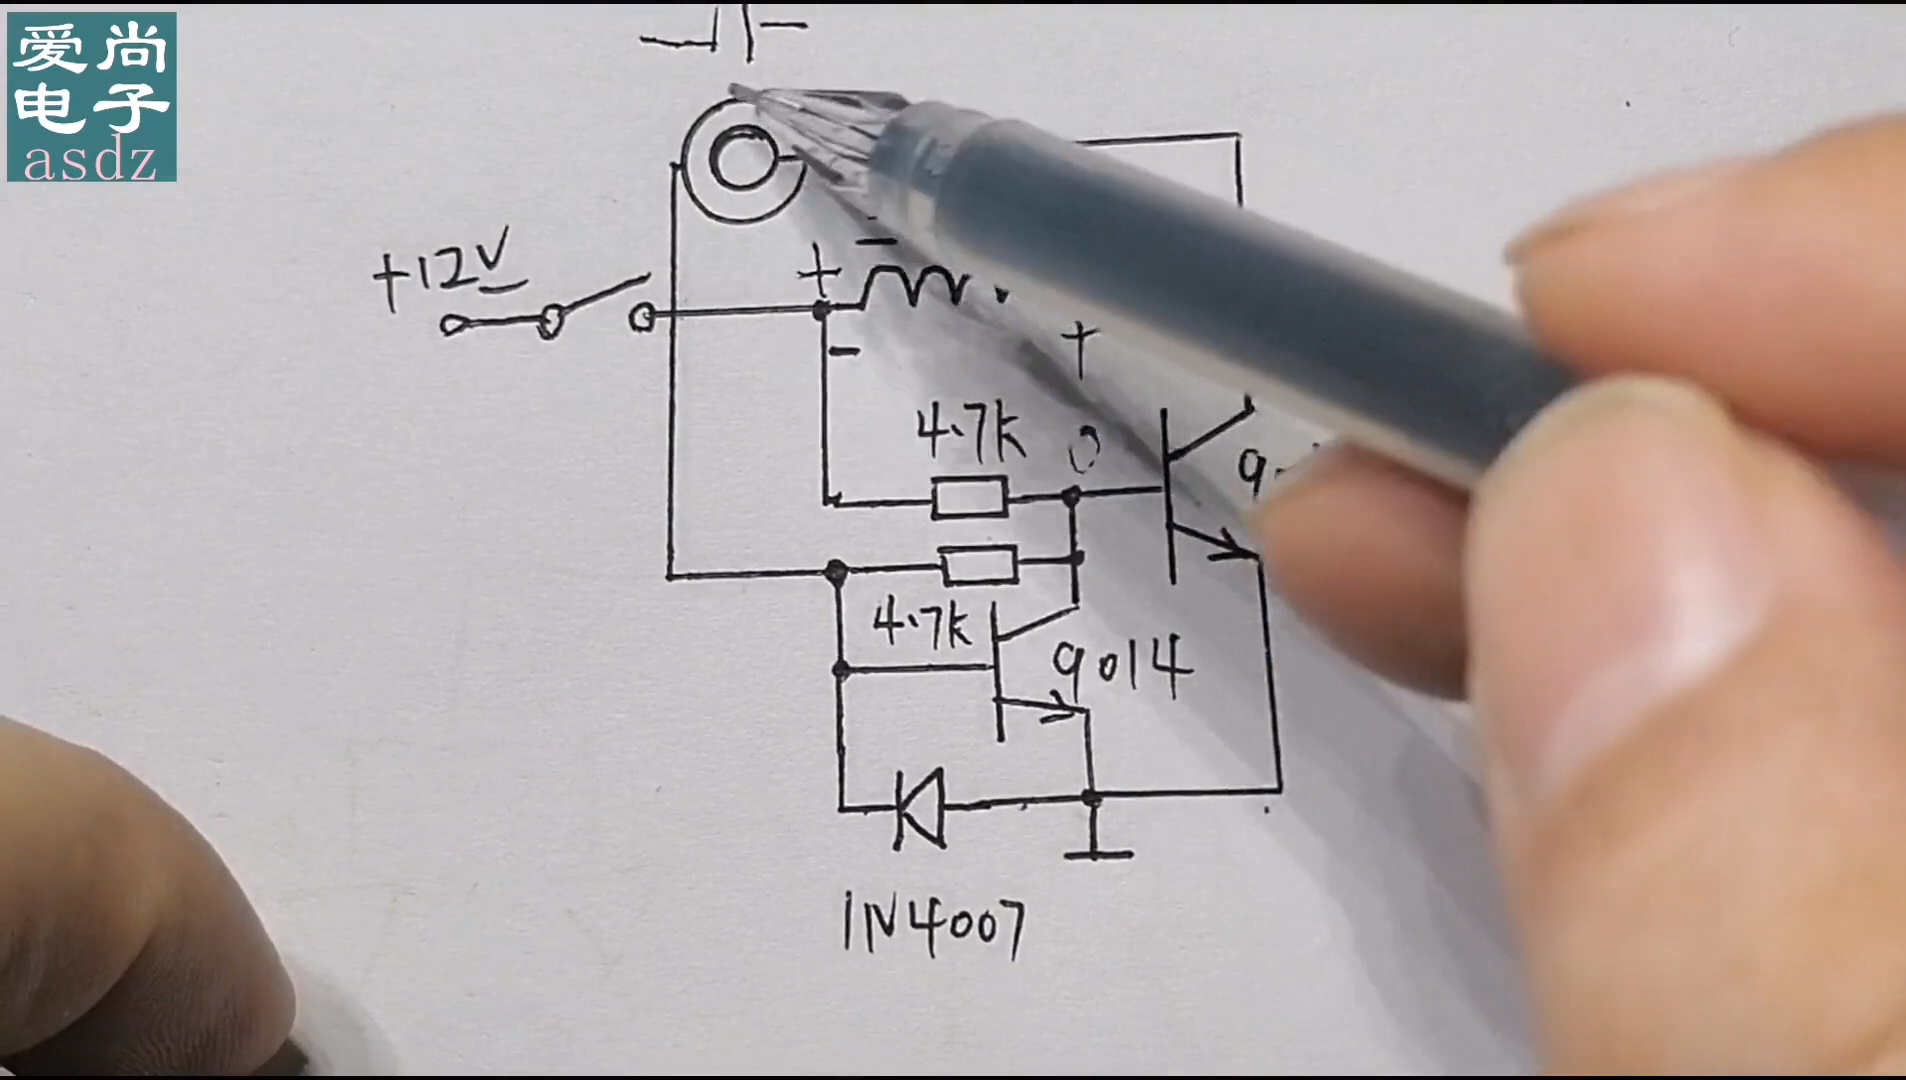 爱尚
电子
asdz
+12V
+
-
-
+
4.7K
0
4.7K
9014
1N4007